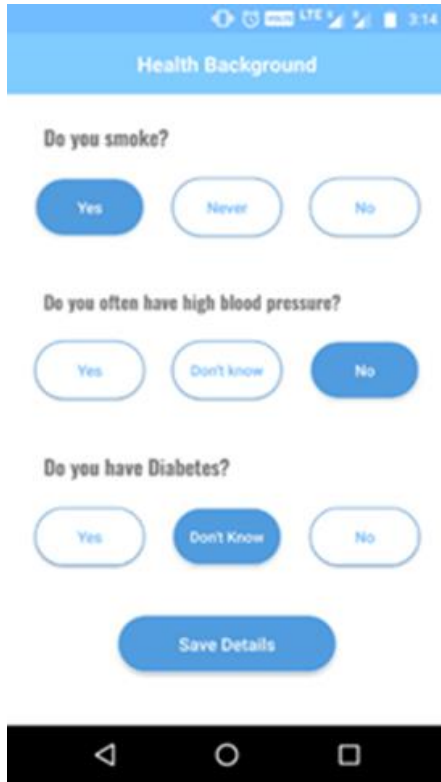 LTE 3:14
Health Background
Do you smoke?
Yes Never No
Do you often have high blood pressure?
Yes Don't know No
Do you have Diabetes?
Yes Don't Know No
Save Details